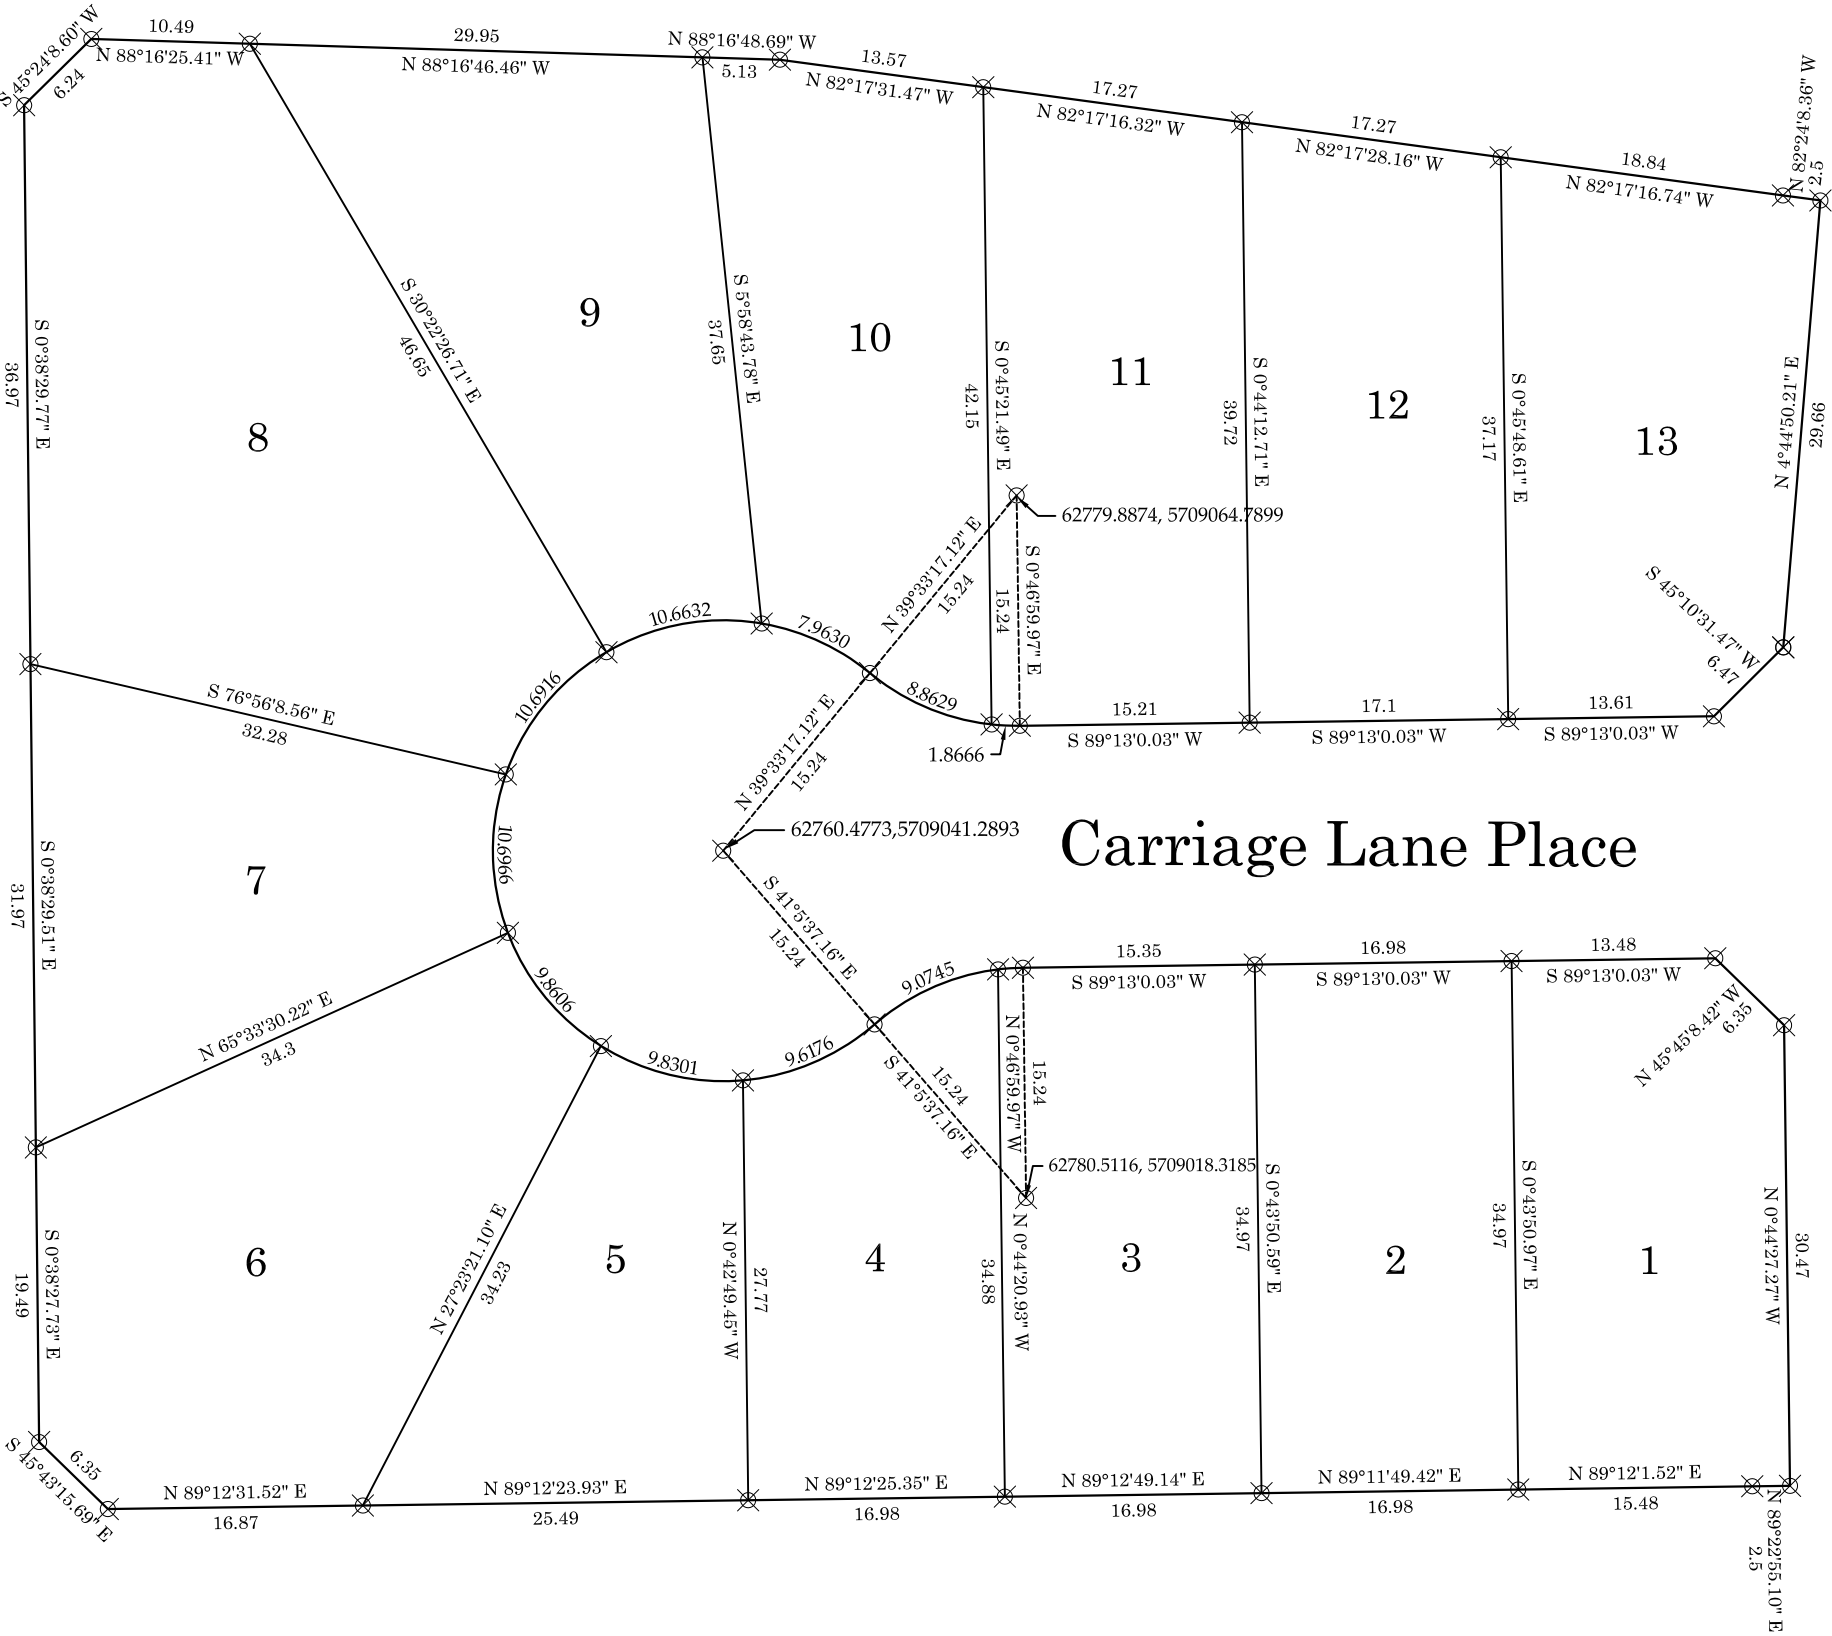 S 45°24'8.60" W
6.24
10.49
N 88°16'25.41" W
29.95
N 88°16'46.46" W
N 88°16'48.69" W
5.13
13.57
N 82°17'31.47" W
17.27
N 82°17'16.32" W
17.27
N 82°17'28.16" W
18.84
N 82°17'16.74" W
N 82°24'8.36" W
2.5
S 0°38'29.77" E
36.97
8
S 30°22'26.71" E
46.65
9
S 5°58'43.78" E
37.65
10
S 0°45'21.49" E
42.15
11
S 0°44'12.71" E
39.72
12
S 0°45'48.61" E
37.17
13
N 4°44'50.21" E
29.66
62779.8874, 5709064.7899
N 39°33'17.12" E
15.24
S 0°46'59.97" E
15.24
S 45°10'31.47" W
6.47
10.6632
7.9630
8.8629
10.6916
S 76°56'8.56" E
32.28
N 39°33'17.12" E
15.24
1.8666
15.21
S 89°13'0.03" W
17.1
S 89°13'0.03" W
13.61
S 89°13'0.03" W
62760.4773,5709041.2893
Carriage Lane Place
10.6966
S 0°38'29.51" E
31.97
7
S 41°5'37.16" E
15.24
9.0745
15.35
S 89°13'0.03" W
16.98
S 89°13'0.03" W
13.48
S 89°13'0.03" W
N 45°45'8.42" W
6.35
9.8606
N 65°33'30.22" E
34.3
9.8301
9.6176
15.24
S 41°5'37.16" E
N 0°46'59.97" W
15.24
62780.5116, 5709018.3185
S 0°38'27.73" E
19.49
6
N 27°23'21.10" E
34.23
5
N 0°42'49.45" W
27.77
4
34.88
N 0°44'20.93" W
3
34.97
S 0°43'50.59" E
2
34.97
S 0°43'50.97" E
1
N 0°44'27.27" W
30.47
6.35
S 45°43'15.69" E
N 89°12'31.52" E
16.87
N 89°12'23.93" E
25.49
N 89°12'25.35" E
16.98
N 89°12'49.14" E
16.98
N 89°11'49.42" E
16.98
N 89°12'1.52" E
15.48
N 89°22'55.10" E
2.5